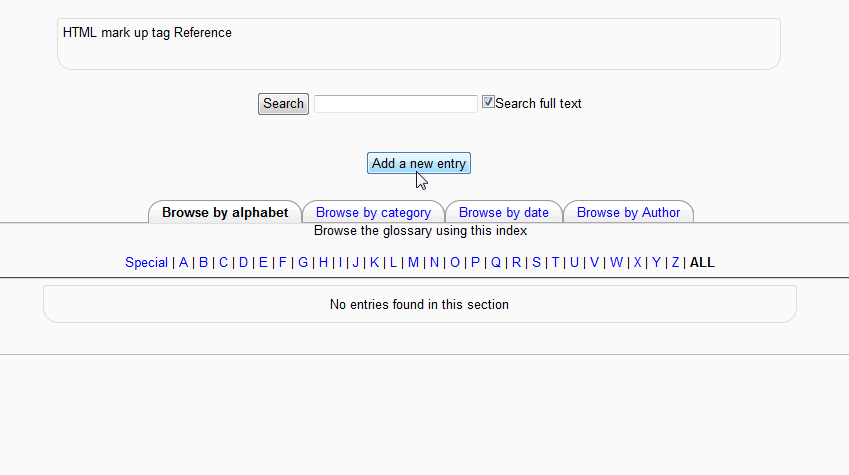 HTML mark up tag Reference
Search Search full text
Add a new entry
Browse by alphabet Browse by category Browse by date Browse by Author
Browse the glossary using this index
Special | A | B | C | D | E | F | G | H | I | J | K | L | M | N | O | P | Q | R | S | T | U | V | W | X | Y | Z | ALL
No entries found in this section